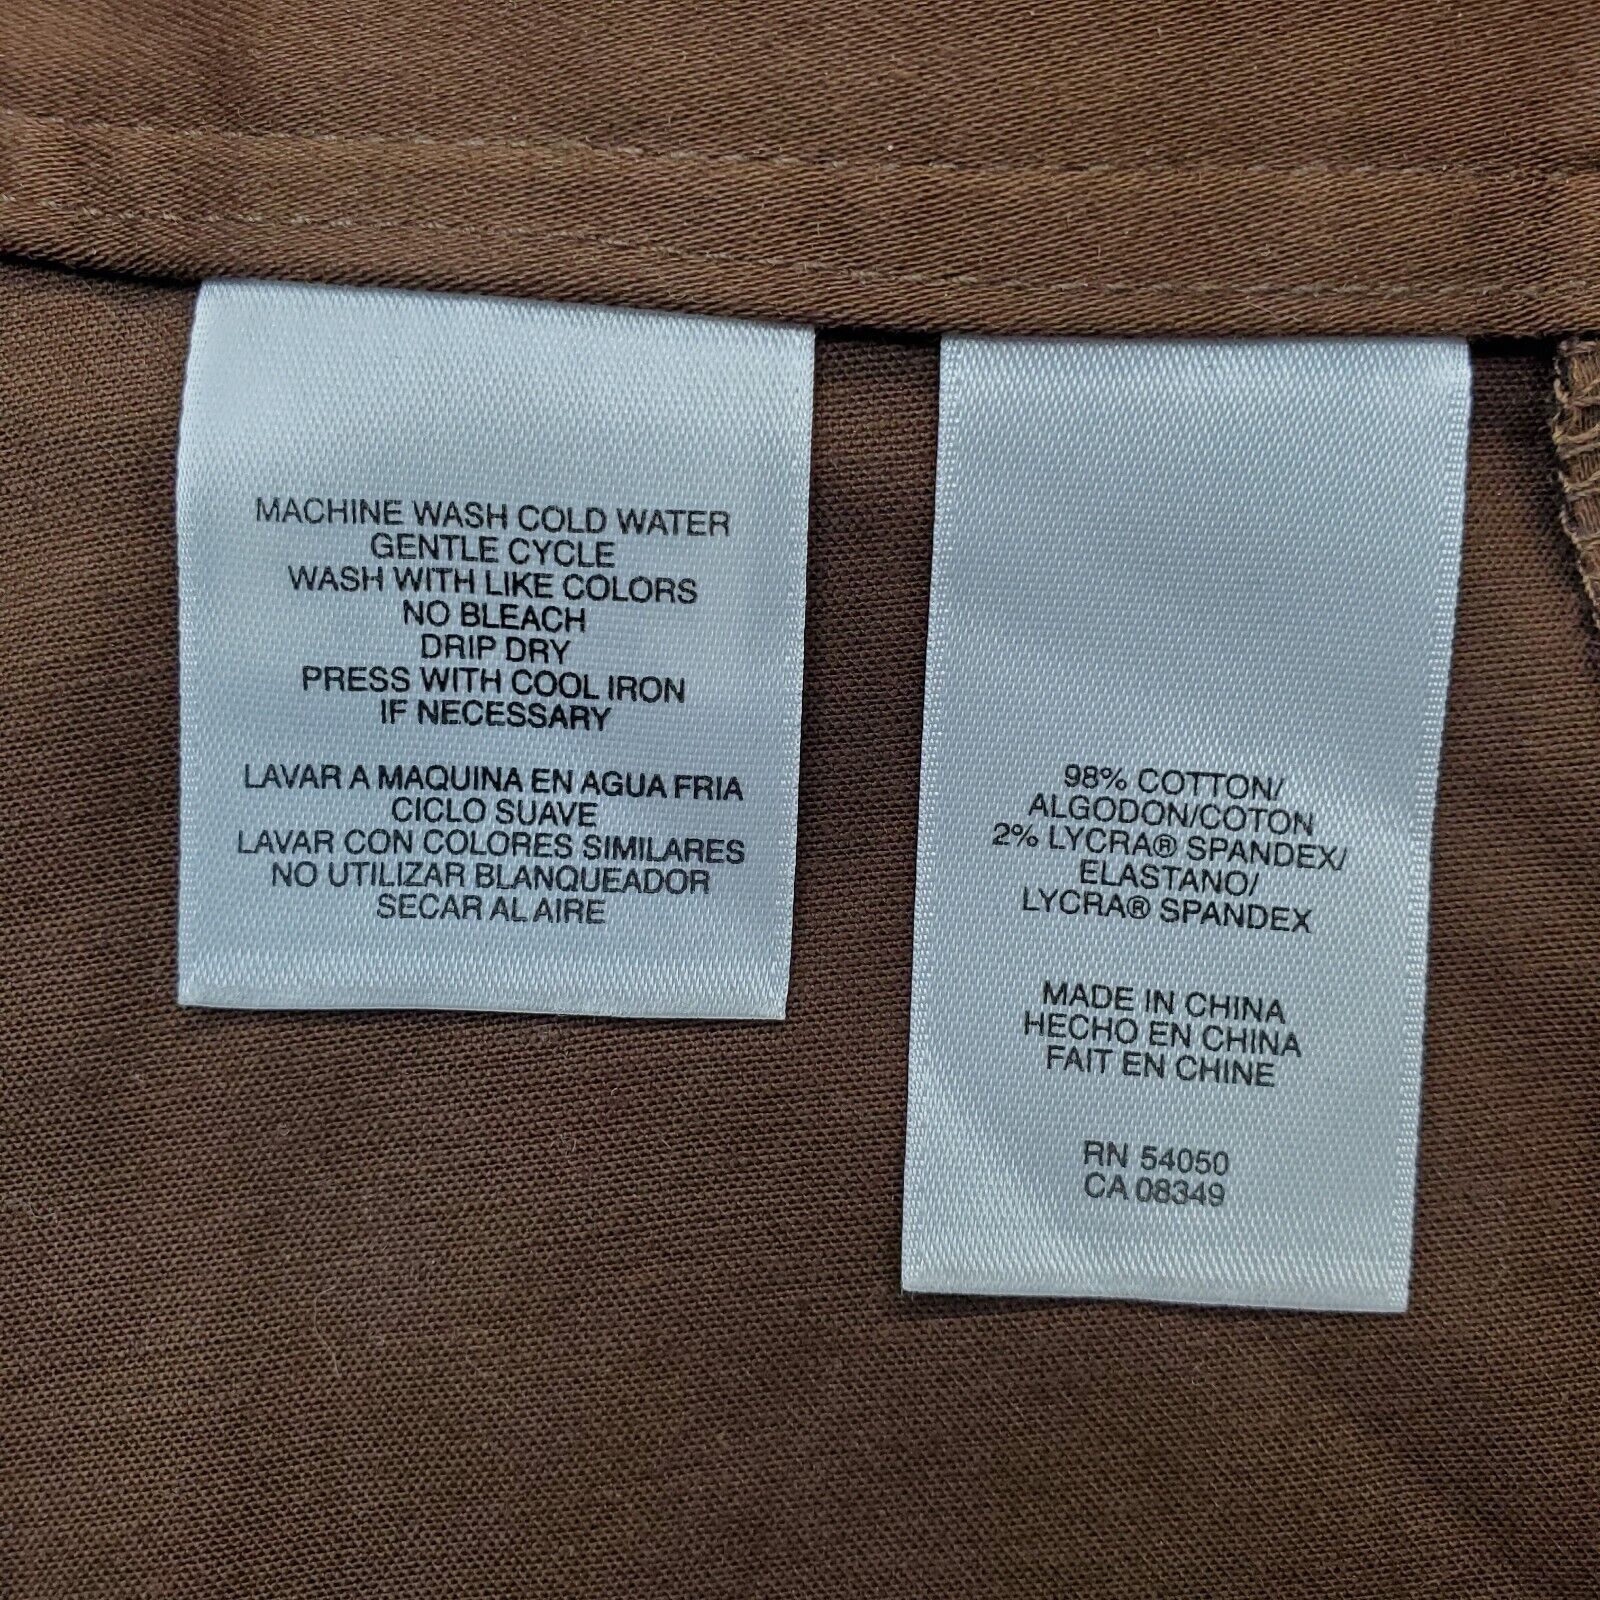 MACHINE WASH COLD WATER
GENTLE CYCLE
WASH WITH LIKE COLORS
NO BLEACH
DRIP DRY
PRESS WITH COOL IRON
IF NECESSARY
LAVAR A MAQUINA EN AGUA FRIA
CICLO SUAVE
LAVAR CON COLORES SIMILARES
NO UTILIZAR BLANQUEADOR
SECAR AL AIRE
98% COTTON/
ALGODON/COTON
2% LYCRA® SPANDEX/
ELASTANO/
LYCRA® SPANDEX
MADE IN CHINA
HECHO EN CHINA
FAIT EN CHINE
RN 54050
CA 08349